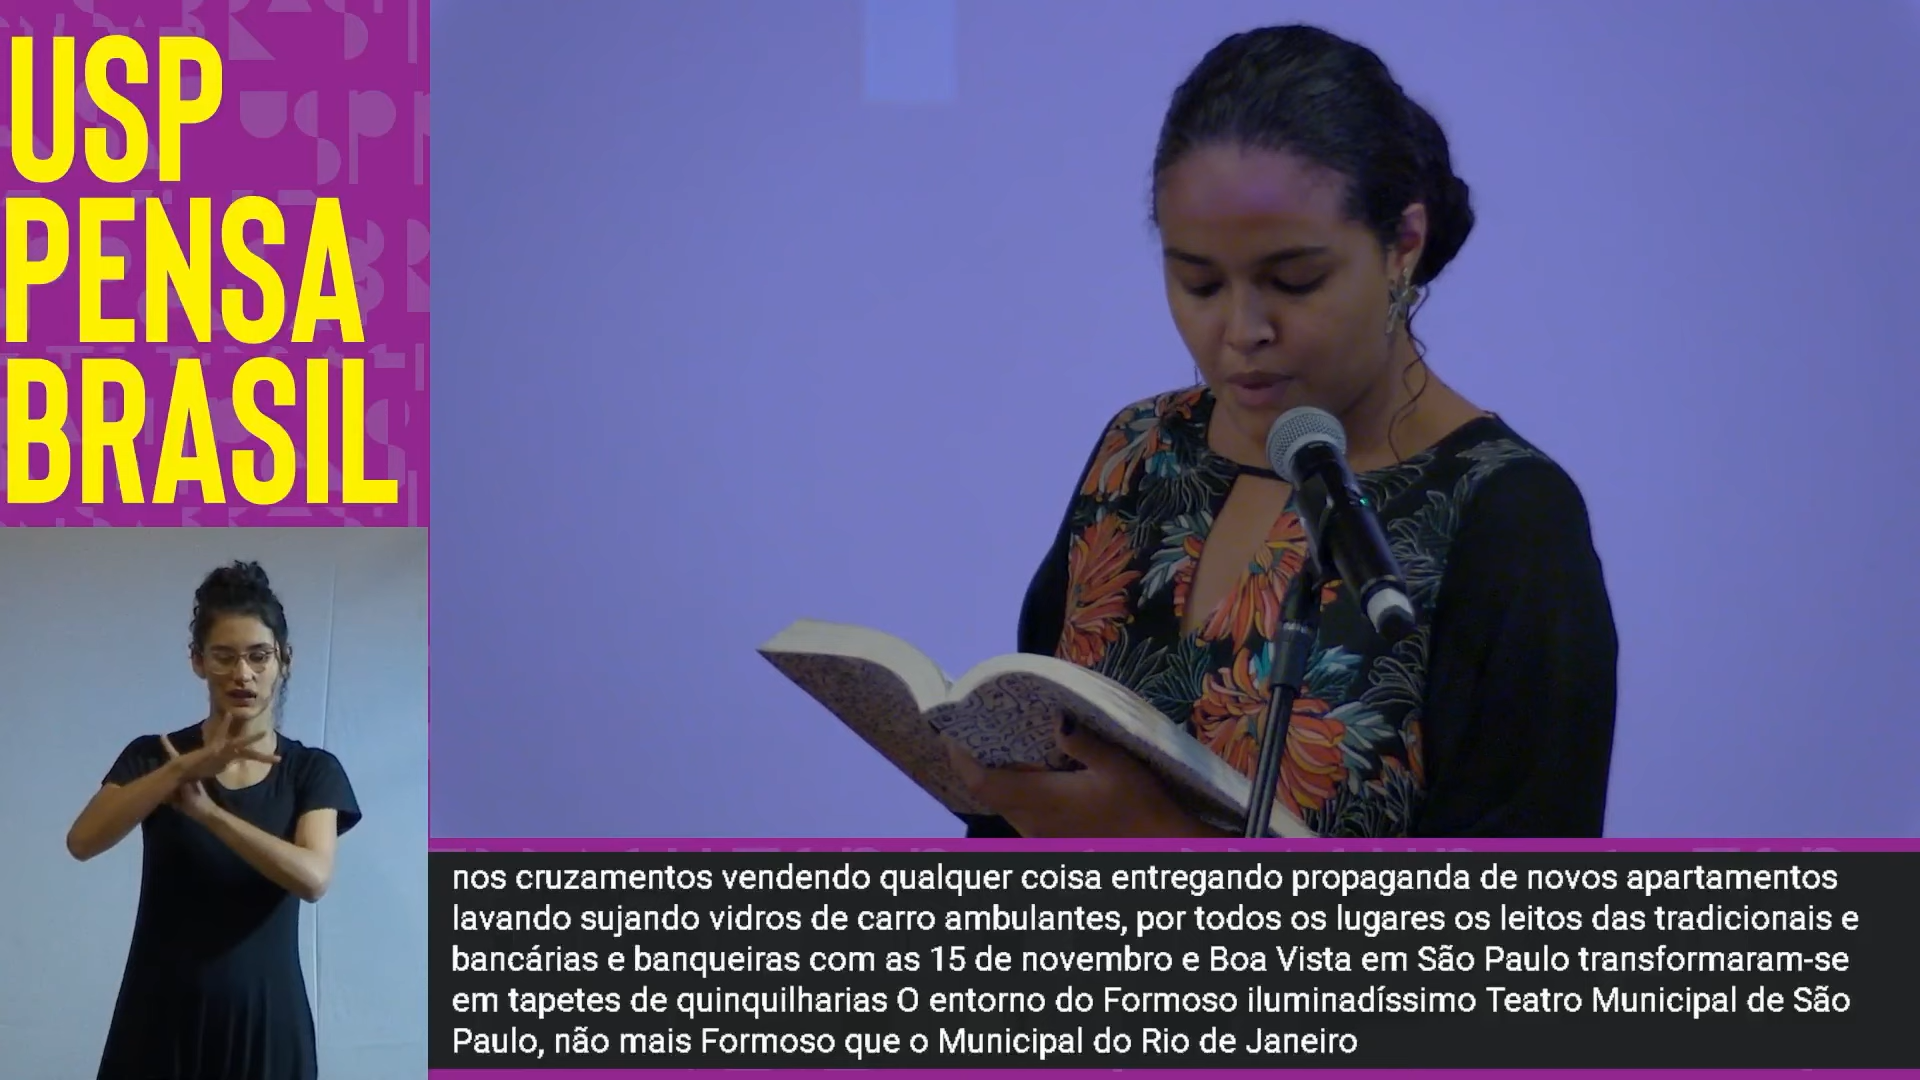 USP
PENSA
BRASIL
nos cruzamentos vendendo qualquer coisa entregando propaganda de novos apartamentos
lavando sujando vidros de carro ambulantes, por todos os lugares os leitos das tradicionais e
bancárias e banqueiras com as 15 de novembro e Boa Vista em São Paulo transformaram-se
em tapetes de quinquilharias O entorno do Formoso iluminadíssimo Teatro Municipal de São
Paulo, não mais Formoso que o Municipal do Rio de Janeiro